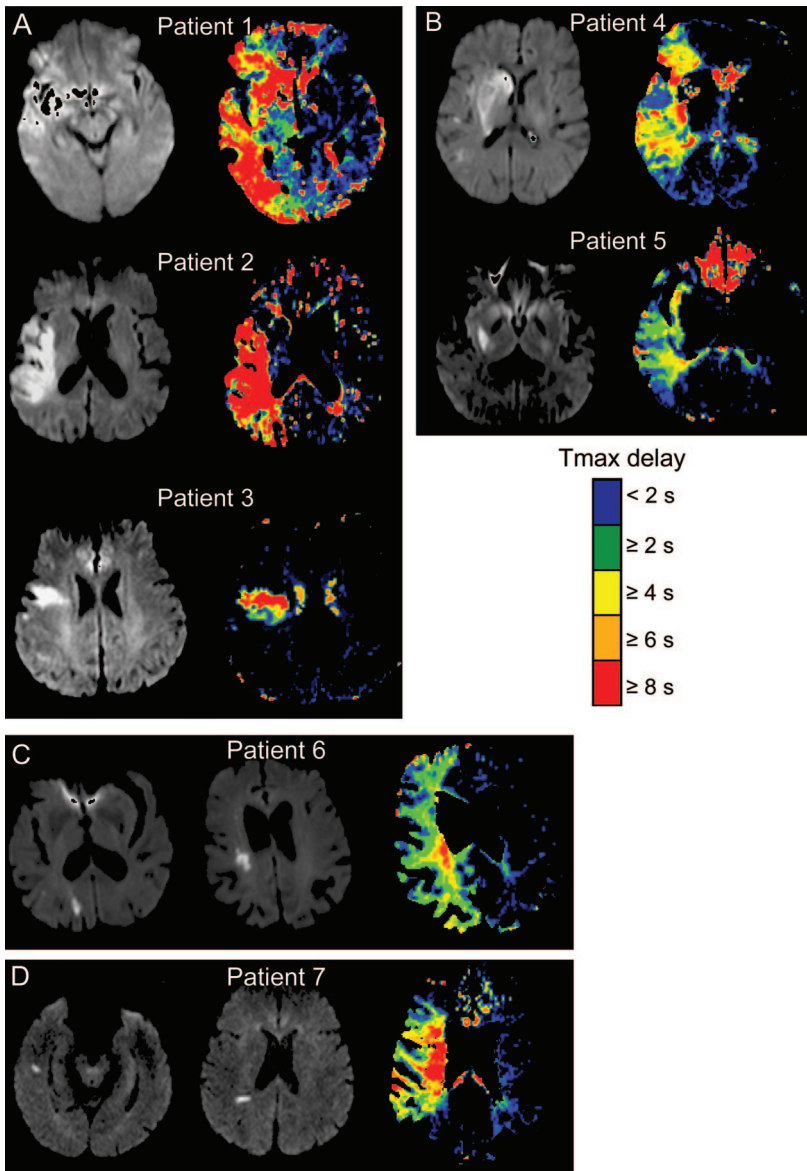 A
Patient 1
Patient 2
Patient 3
B
Patient 4
Patient 5
Tmax delay
< 2 s
≥ 2 s
≥ 4 s
≥ 6 s
≥ 8 s
C
Patient 6
D
Patient 7